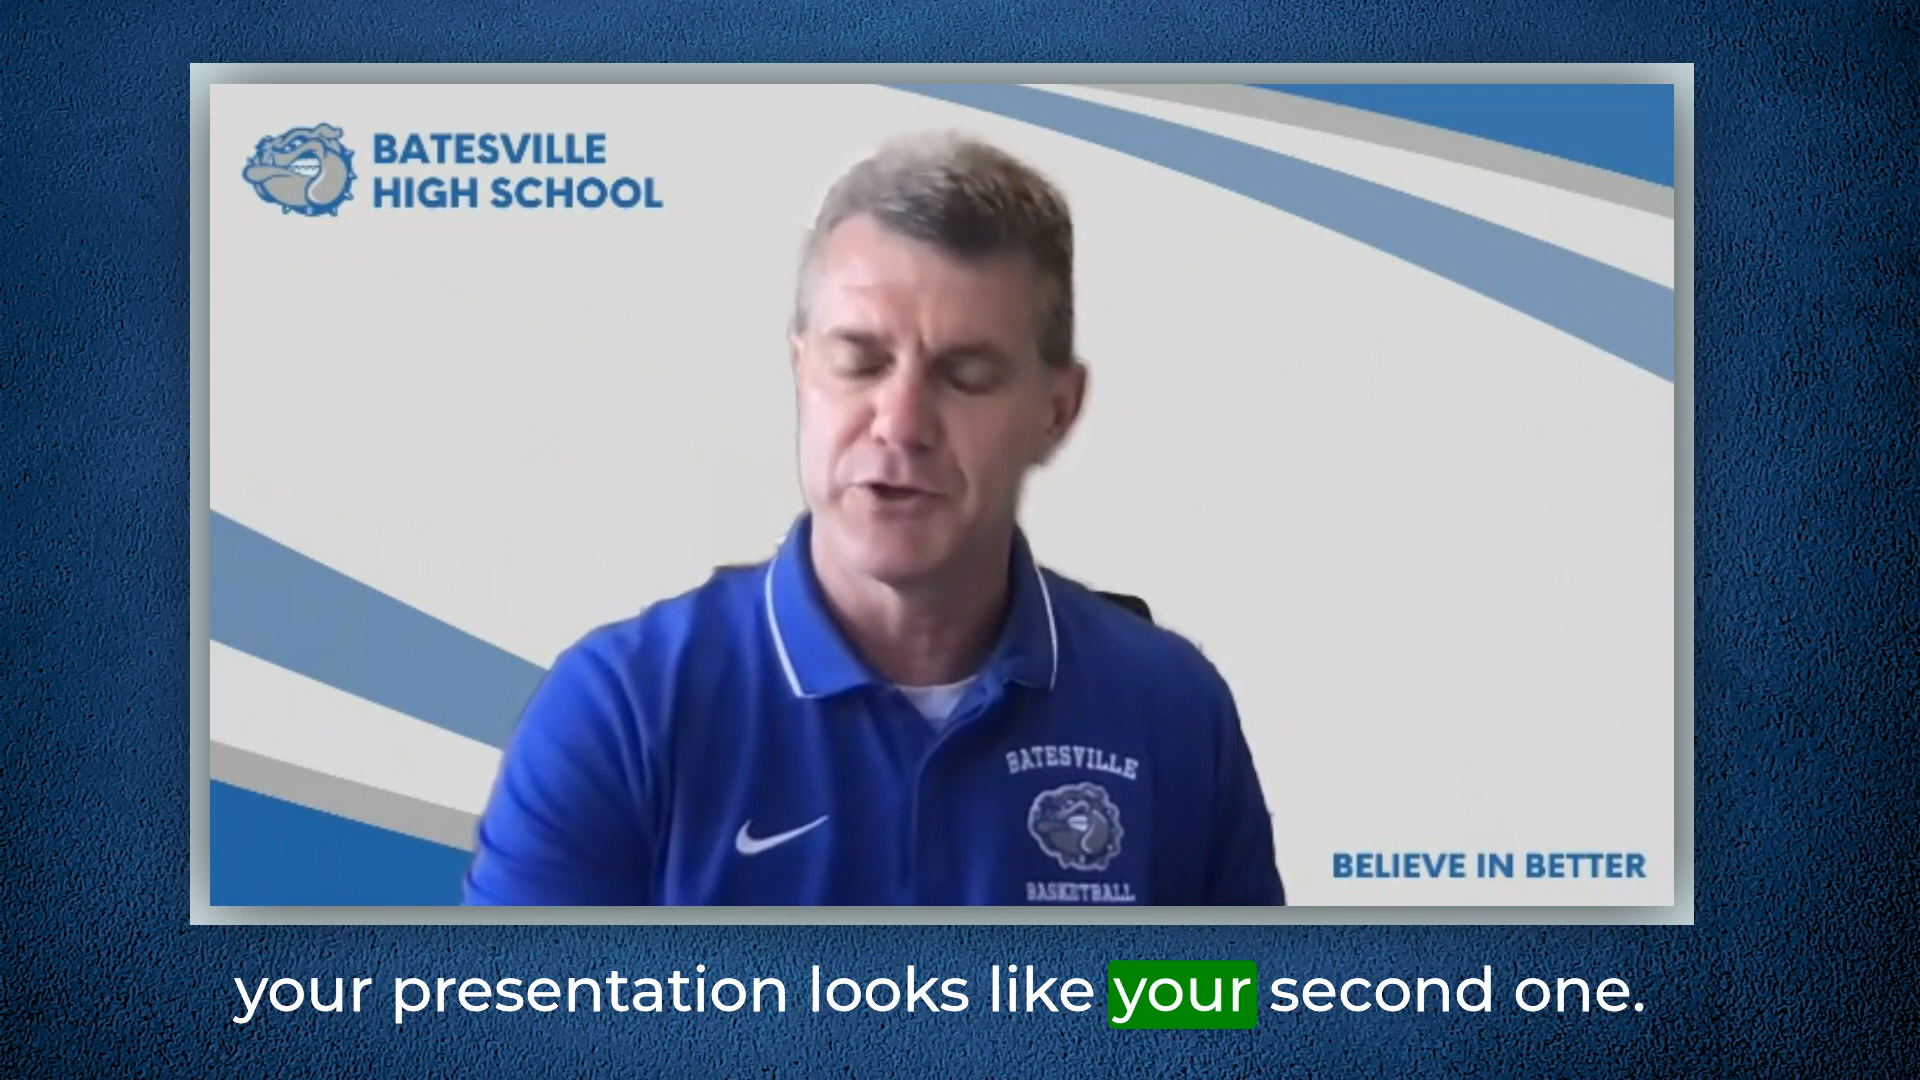 BATESVILLE
HIGH SCHOOL
BATESVILLE
BASKETBALL
BELIEVE IN BETTER
your presentation looks like your second one.